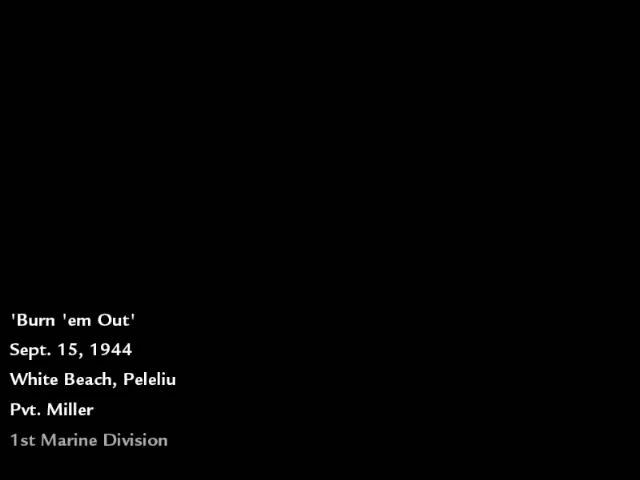 'Burn 'em Out'
Sept. 15, 1944
White Beach, Peleliu
Pvt. Miller
1st Marine Division